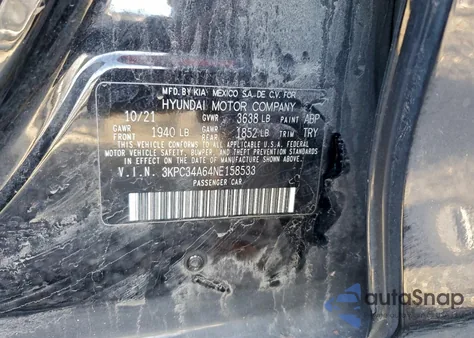 MFD.BY KIA MEXICO S.A. DE C.V. FOR
HYUNDAI MOTOR COMPANY
10/21 GVWR 3638 LB PAINT ABP
GAWR FRONT 1940 LB GAWR REAR 1852 LB TRIM TRY
THIS VEHICLE CONFORMS TO ALL APPLICABLE U.S. FEDERAL
MOTOR VEHICLE SAFETY, BUMPER, AND THEFT PREVENTION
STANDARDS IN EFFECT ON THE DATE OF MANUFACTURE SHOWN ABOVE.
V.I.N. 3KPC34A64NE158533
PASSENGER CAR
autaSnap